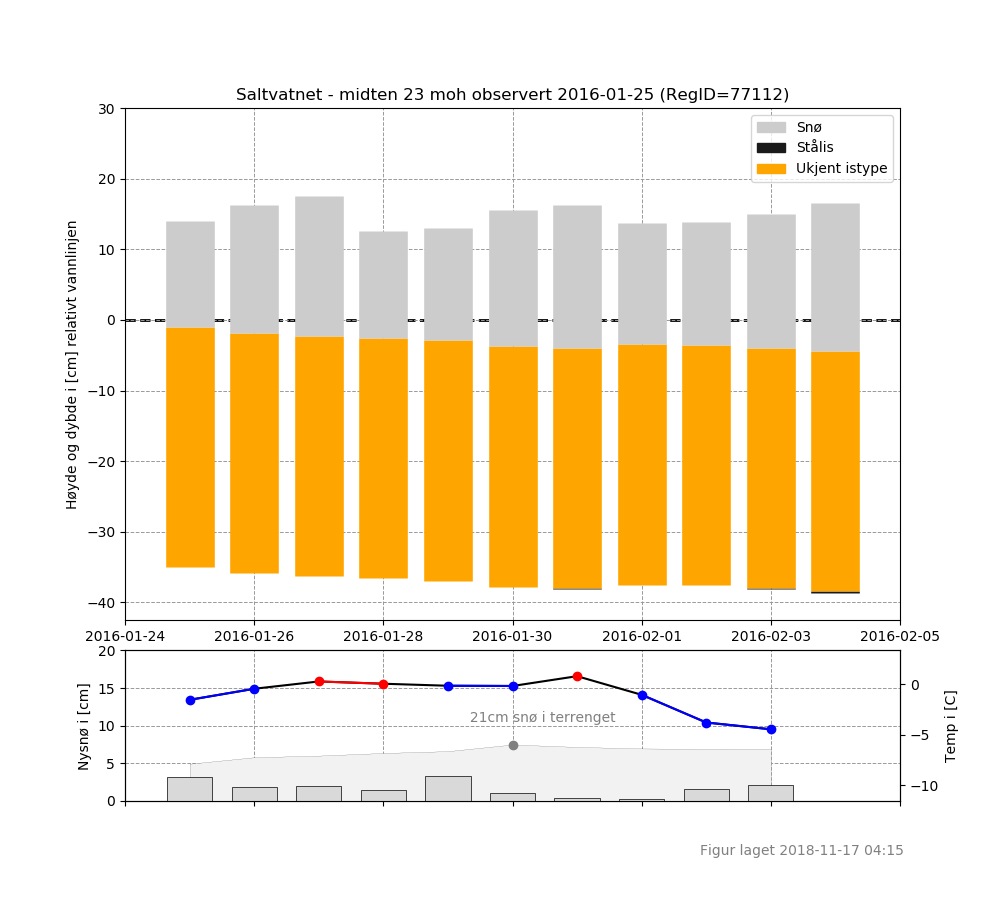 Saltvatnet - midten 23 moh observert 2016-01-25 (RegID=77112)
30
20
10
0
−10
−20
−30
−40
Høyde og dybde i [cm] relativt vannlinjen
Snø
Stålis
Ukjent istype
2016-01-24
2016-01-26
2016-01-28
2016-01-30
2016-02-01
2016-02-03
2016-02-05
20
15
10
5
0
Nysnø i [cm]
21cm snø i terrenget
0
−5
−10
Temp i [C]
Figur laget 2018-11-17 04:15